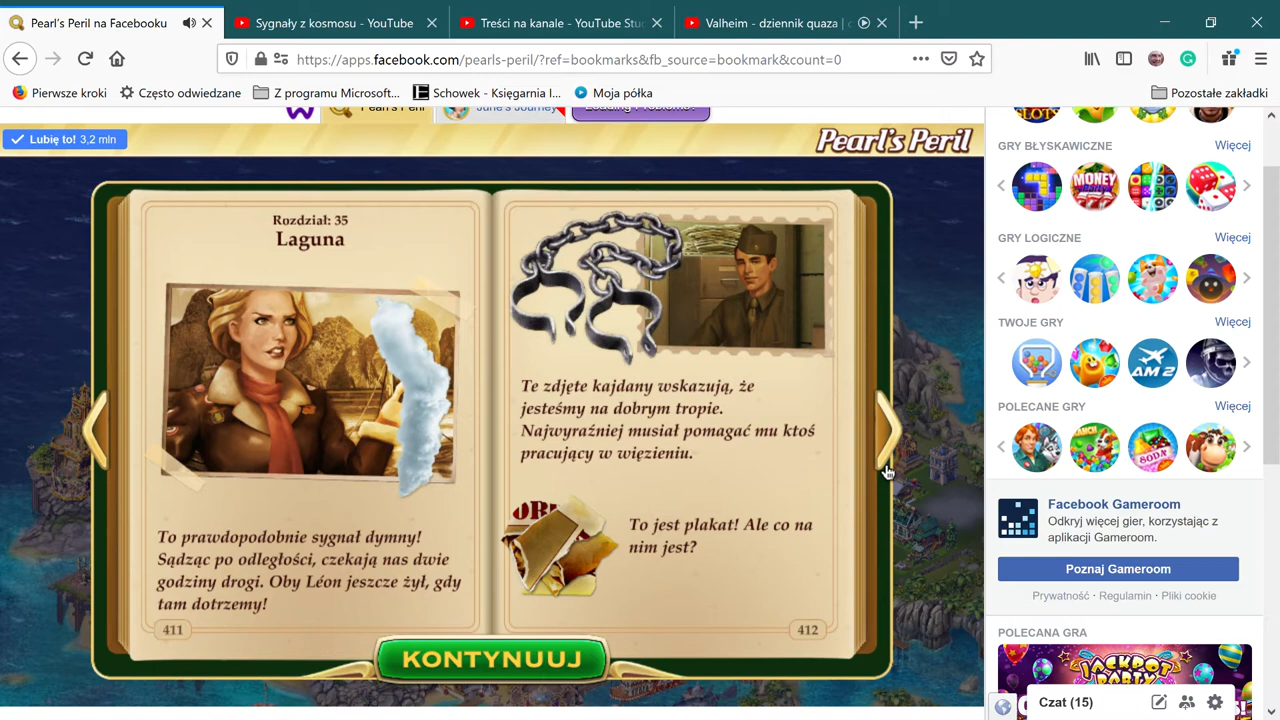 Pearl's Peril na Facebooku
Sygnały z kosmosu - YouTube
Treści na kanale - YouTube Stu
Valheim - dziennik quaza |
https://apps.facebook.com/pearls-peril/?ref=bookmarks&fb_source=bookmark&count=0
Pierwsze kroki
Często odwiedzane
Z programu Microsoft...
Schowek - Księgarnia I...
Moja półka
Pozostałe zakładki
Lubię to! 3,2 mln
Pearl's Peril
Rozdział: 35
Laguna
To prawdopodobnie sygnał dymny!
Sądząc po odległości, czekają nas dwie
godziny drogi. Oby Léon jeszcze żył, gdy
tam dotrzemy!
411
Te zdjęte kajdany wskazują, że
jesteśmy na dobrym tropie.
Najwyraźniej musiał pomagać mu ktoś
pracujący w więzieniu.
To jest plakat! Ale co na
nim jest?
412
KONTYNUUJ
GRY BŁYSKAWICZNE
Więcej
GRY LOGICZNE
Więcej
TWOJE GRY
Więcej
AM 2
POLECANE GRY
Więcej
SODA
Facebook Gameroom
Odkryj więcej gier, korzystając z
aplikacji Gameroom.
Poznaj Gameroom
Prywatność · Regulamin · Pliki cookie
POLECANA GRA
JACKPOT
PARTY
Czat (15)